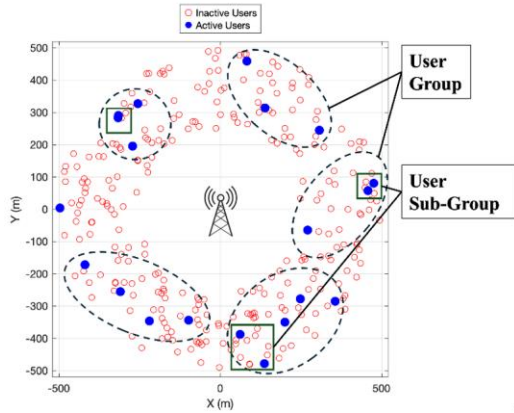 Inactive Users
Active Users
500
400
300
200
100
0
-100
-200
-300
-400
-500
Y (m)
-500
0
500
X (m)
User
Group
User
Sub-Group